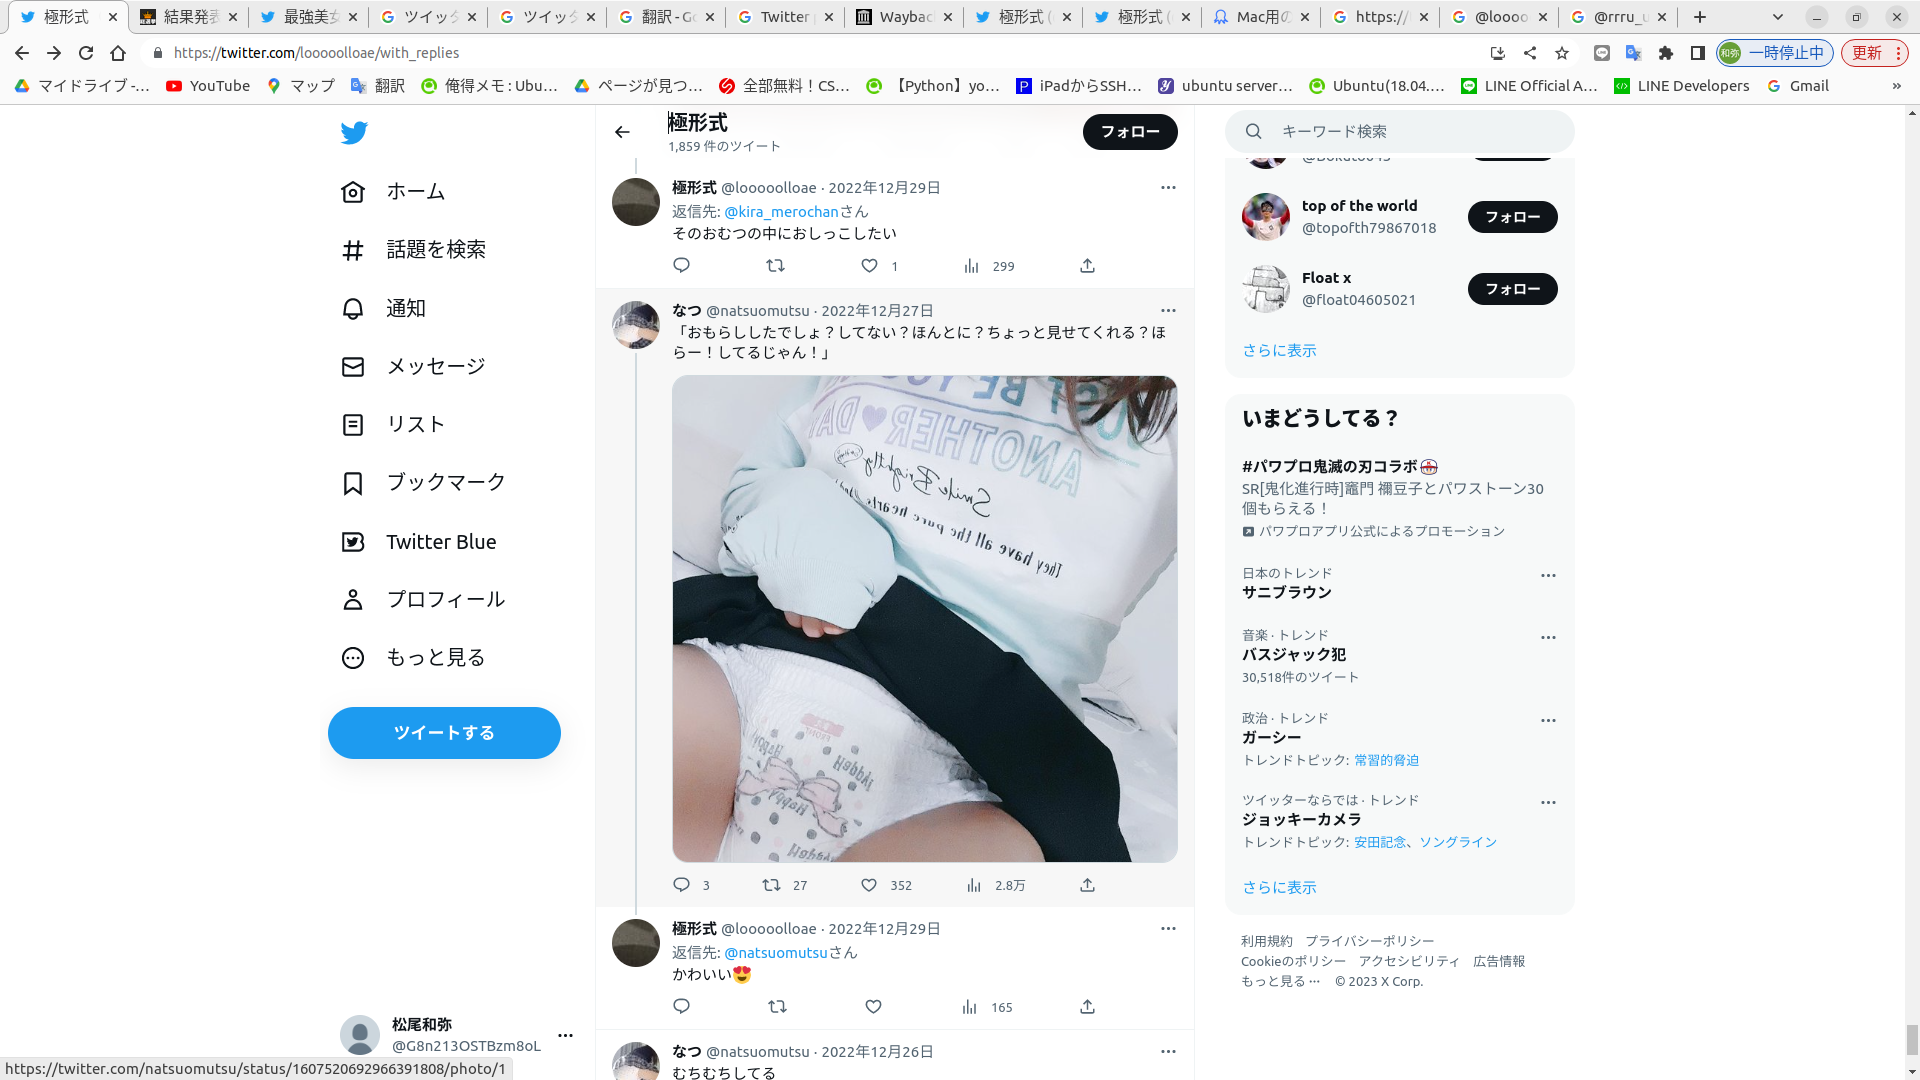 極形式
結果発表
最強美女
ツイッタ
ツイッタ
翻訳 - Go
Twitter
Wayback
極形式 (
極形式 (
Mac用の
https://
@loooo
@rrru_u
https://twitter.com/looooolloae/with_replies
和弥 一時停止中
更新
マイドライブ -…
YouTube
マップ
翻訳
俺得メモ : Ubu…
ページが見つ…
全部無料！CS…
【Python】yo…
iPadからSSH…
ubuntu server…
Ubuntu(18.04.…
LINE Official A…
LINE Developers
Gmail
»
ホーム
話題を検索
通知
メッセージ
リスト
ブックマーク
Twitter Blue
プロフィール
もっと見る
ツイートする
松尾和弥
@G8n213OSTBzm8oL
https://twitter.com/natsuomutsu/status/1607520692966391808/photo/1
極形式
1,859 件のツイート
フォロー
極形式 @looooolloae · 2022年12月29日
返信先: @kira_merochanさん
そのおむつの中におしっこしたい
1
299
なつ @natsuomutsu · 2022年12月27日
「おもらししたでしょ？してない？ほんとに？ちょっと見せてくれる？ほ
らー！してるじゃん！」
JUST BE YOU
ANOTHER DAY
Smile Brightly
They have all the pure hearts
Happy
Happy
Happy
Happy
3
27
352
2.8万
極形式 @looooolloae · 2022年12月29日
返信先: @natsuomutsuさん
かわいい😍
165
なつ @natsuomutsu · 2022年12月26日
むちむちしてる
キーワード検索
フォロー
top of the world
@topofth79867018
フォロー
Float x
@float04605021
フォロー
さらに表示
いまどうしてる？
#パワプロ鬼滅の刃コラボ
SR[鬼化進行時]竈門 禰豆子とパワストーン30
個もらえる！
パワプロアプリ公式によるプロモーション
日本のトレンド
サニブラウン
音楽 · トレンド
バスジャック犯
30,518件のツイート
政治 · トレンド
ガーシー
トレンドトピック: 常習的脅迫
ツイッターならでは · トレンド
ジョッキーカメラ
トレンドトピック: 安田記念、ソングライン
さらに表示
利用規約 プライバシーポリシー
Cookieのポリシー アクセシビリティ 広告情報
もっと見る … © 2023 X Corp.